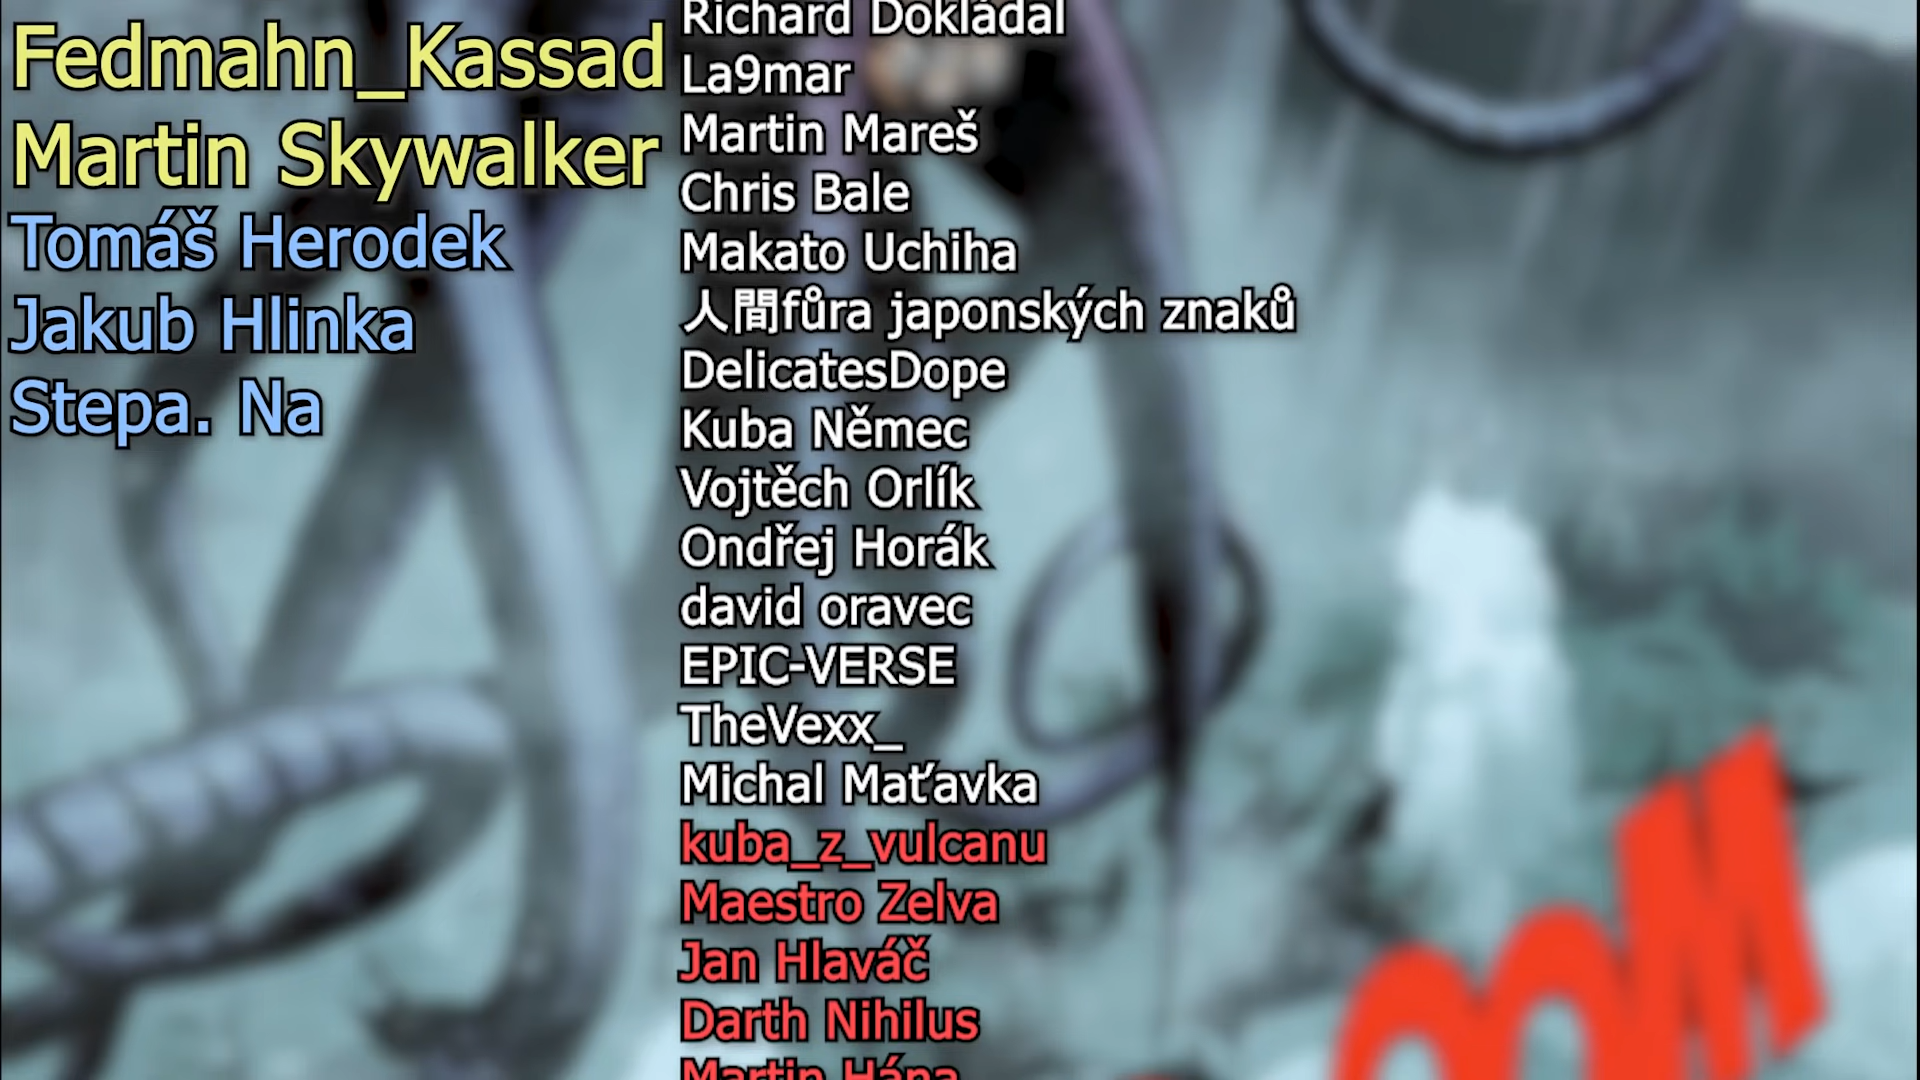 Fedmahn_Kassad
Martin Skywalker
Tomáš Herodek
Jakub Hlinka
Stepa. Na
Richard Dokládal
La9mar
Martin Mareš
Chris Bale
Makato Uchiha
人間fůra japonských znaků
DelicatesDope
Kuba Němec
Vojtěch Orlík
Ondřej Horák
david oravec
EPIC-VERSE
TheVexx_
Michal Maťavka
kuba_z_vulcanu
Maestro Zelva
Jan Hlaváč
Darth Nihilus
Martin Hána